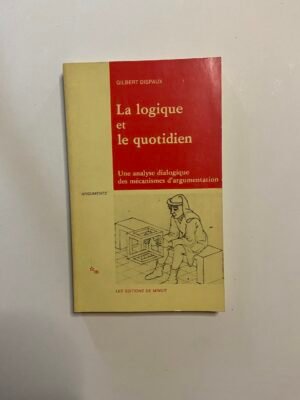 GILBERT DISPAUX
La logique
et
le quotidien
Une analyse dialogique
des mécanismes d'argumentation
"ARGUMENTS"
LES ÉDITIONS DE MINUIT